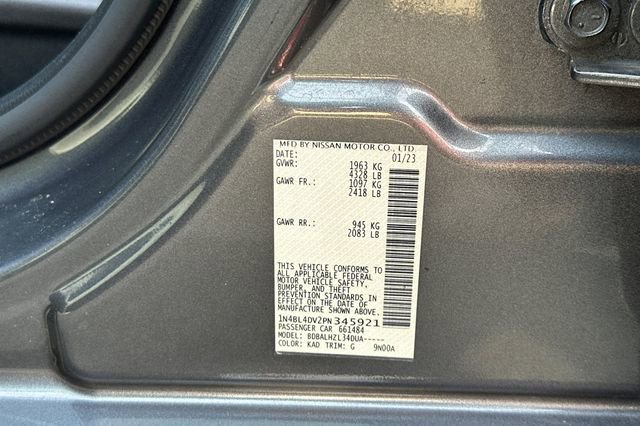 MFD BY NISSAN MOTOR CO., LTD.
DATE: 01/23
GVWR: 1963 KG
4328 LB
GAWR FR.: 1097 KG
2418 LB
GAWR RR.: 945 KG
2083 LB
THIS VEHICLE CONFORMS TO
ALL APPLICABLE FEDERAL
MOTOR VEHICLE SAFETY,
BUMPER, AND THEFT
PREVENTION STANDARDS IN
EFFECT ON THE DATE OF
MANUFACTURE SHOWN ABOVE.
1N4BL4DV2PN345921
PASSENGER CAR 661484
MODEL: BDBALHZL34DUA-----
COLOR: KAD TRIM: G 9N00A